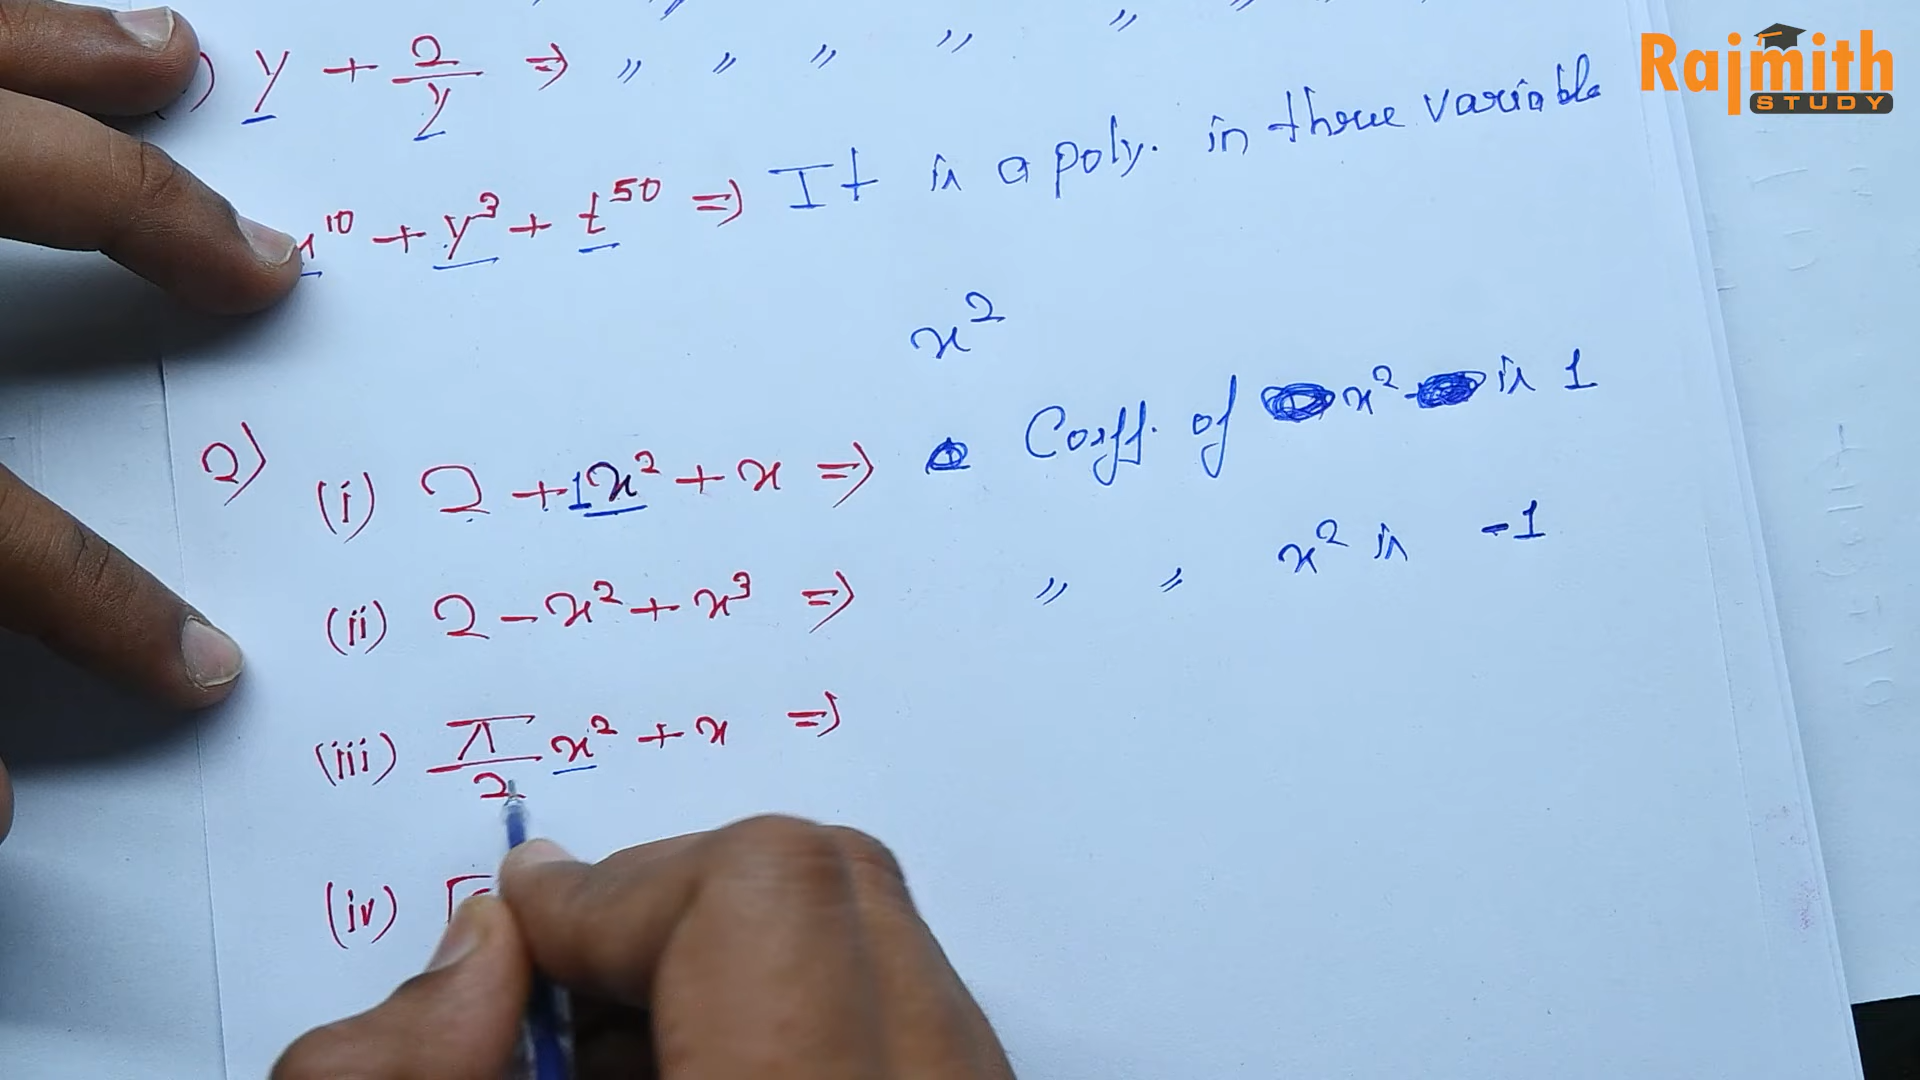 Rajmith
STUDY
) y + 2/y ⇒ 〃 〃 〃 〃 〃
x¹⁰ + y³ + t⁵⁰ ⇒ It is a poly. in three variable
x²
2) (i) 2 + 1x² + x ⇒ Coeff. of x² is 1
(ii) 2 - x² + x³ ⇒ 〃 〃 x² is -1
(iii) π/2 x² + x ⇒
(iv) √